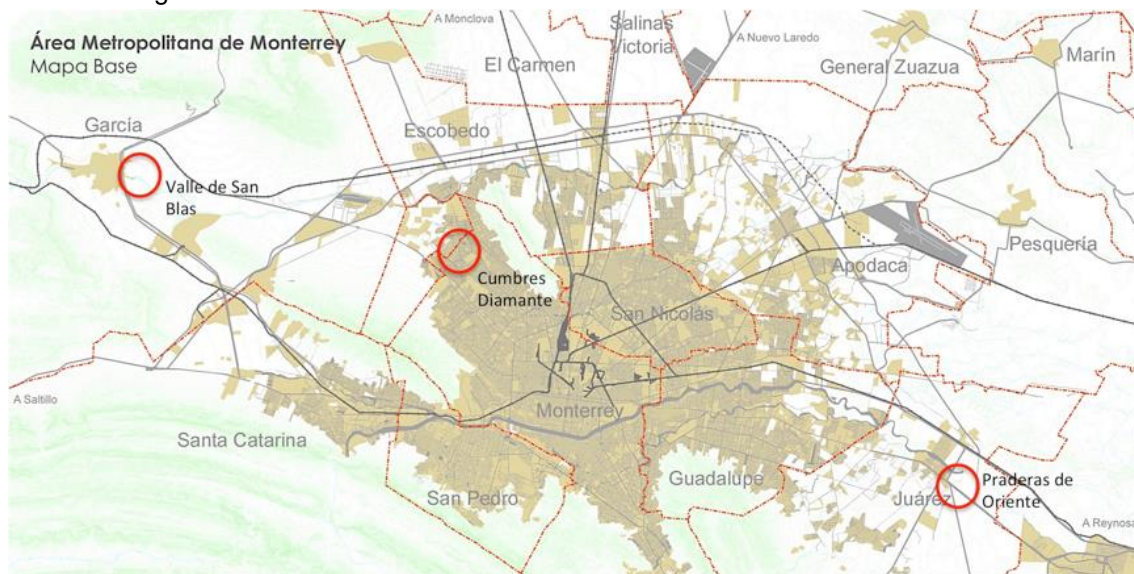 A Monclova
Salinas
Victoria
A Nuevo Laredo
Área Metropolitana de Monterrey
Mapa Base
El Carmen
General Zuazua
Marin
García
Escobedo
Valle de San
Blas
Pesquería
Apodaca
Cumbres
Diamante
San Nicolás
A Saltillo
Monterrey
Santa Catarina
Guadalupe
San Pedro
Juárez
Praderas de
Oriente
A Reynosa